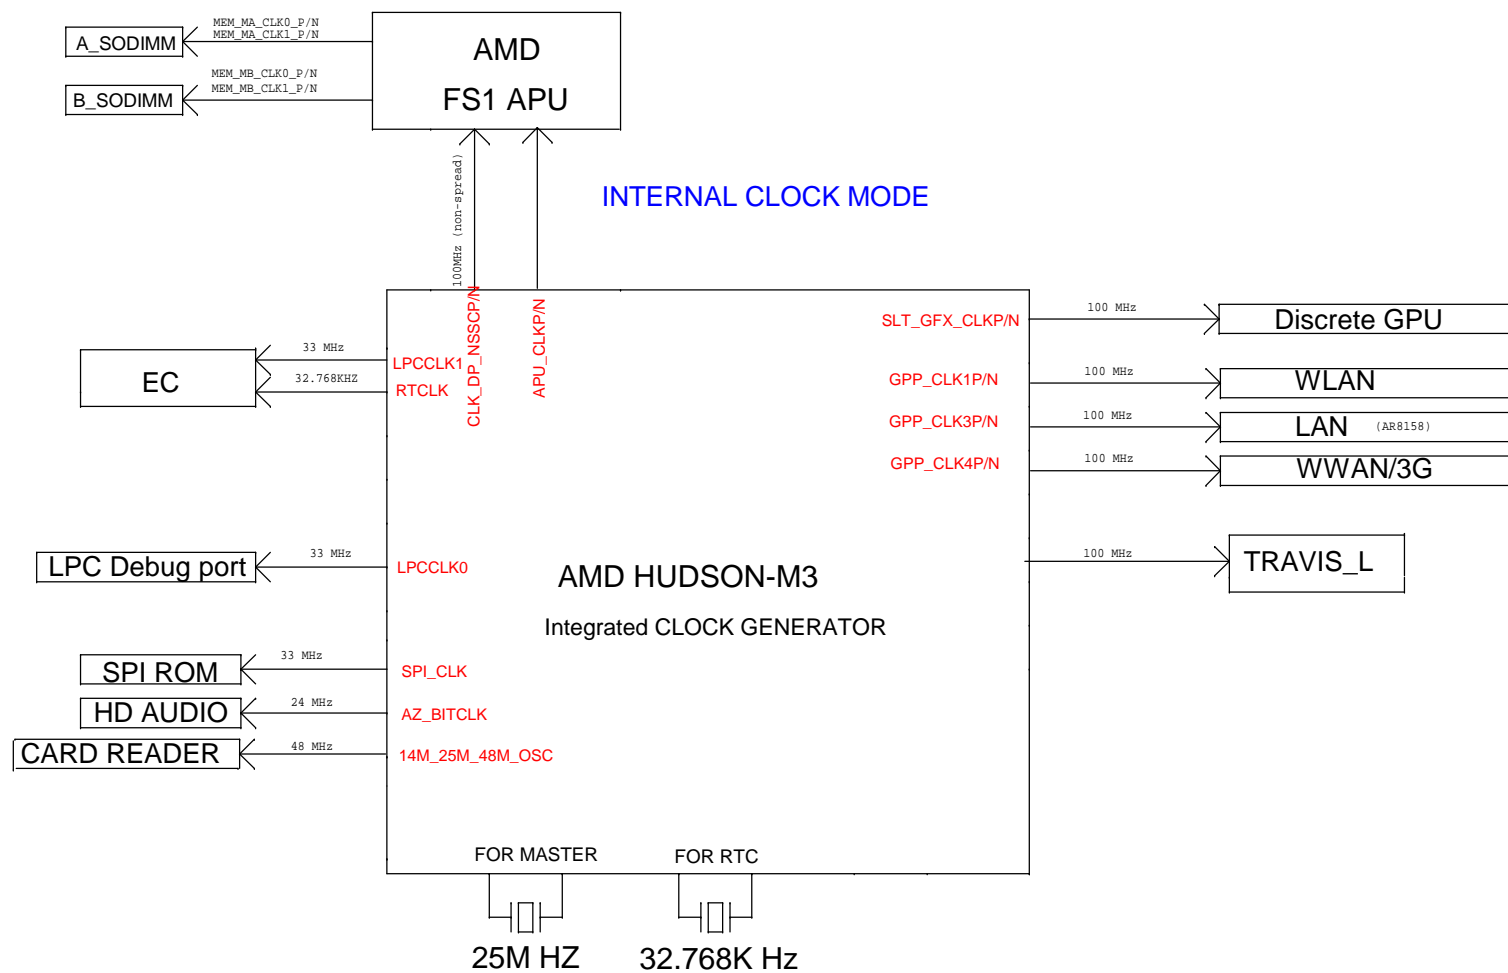 MEM_MA_CLK0_P/N
MEM_MA_CLK1_P/N
A_SODIMM
AMD
FS1 APU
MEM_MB_CLK0_P/N
MEM_MB_CLK1_P/N
B_SODIMM
100MHz (non-spread)
INTERNAL CLOCK MODE
CLK_DP_NSSCP/N
APU_CLKP/N
SLT_GFX_CLKP/N
100 MHz
Discrete GPU
33 MHz
LPCCLK1
EC
32.768KHZ
RTCLK
GPP_CLK1P/N
100 MHz
WLAN
GPP_CLK3P/N
100 MHz
LAN (AR8158)
GPP_CLK4P/N
100 MHz
WWAN/3G
LPC Debug port
33 MHz
LPCCLK0
AMD HUDSON-M3
Integrated CLOCK GENERATOR
100 MHz
TRAVIS_L
SPI ROM
33 MHz
SPI_CLK
HD AUDIO
24 MHz
AZ_BITCLK
CARD READER
48 MHz
14M_25M_48M_OSC
FOR MASTER
FOR RTC
25M HZ
32.768K Hz